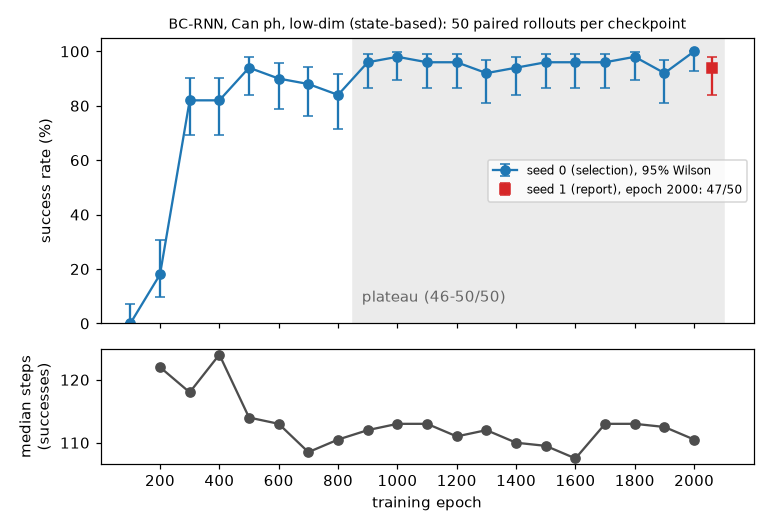 BC-RNN, Can ph, low-dim (state-based): 50 paired rollouts per checkpoint
success rate (%)
100
80
60
40
20
0
seed 0 (selection), 95% Wilson
seed 1 (report), epoch 2000: 47/50
plateau (46-50/50)
median steps
(successes)
120
110
200 400 600 800 1000 1200 1400 1600 1800 2000
training epoch